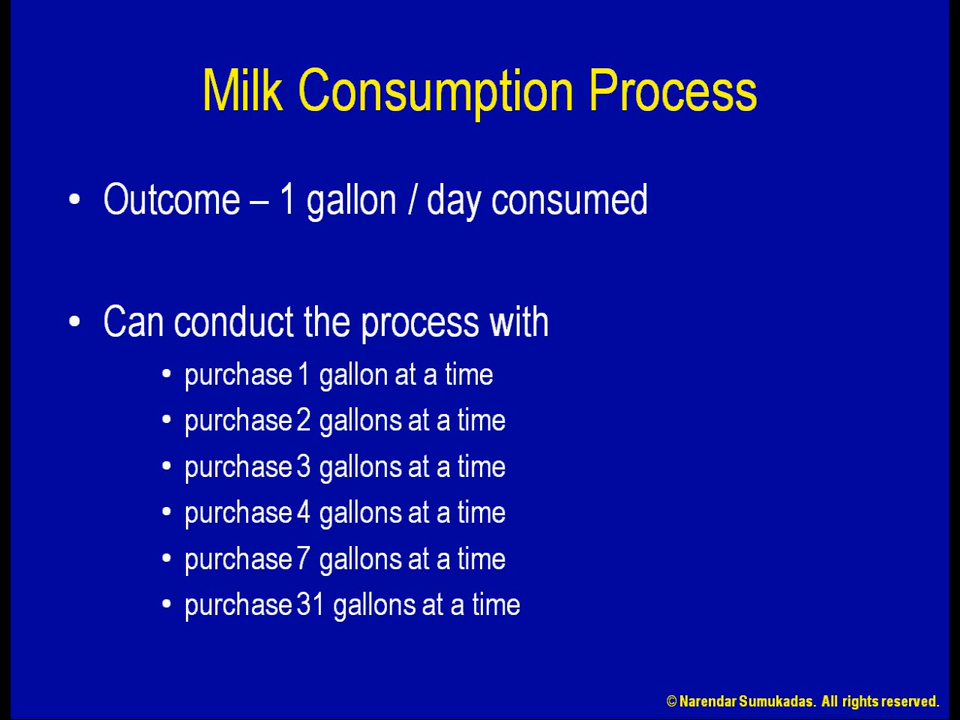 Milk Consumption Process
• Outcome – 1 gallon / day consumed
• Can conduct the process with
• purchase 1 gallon at a time
• purchase 2 gallons at a time
• purchase 3 gallons at a time
• purchase 4 gallons at a time
• purchase 7 gallons at a time
• purchase 31 gallons at a time
© Narendar Sumukadas. All rights reserved.